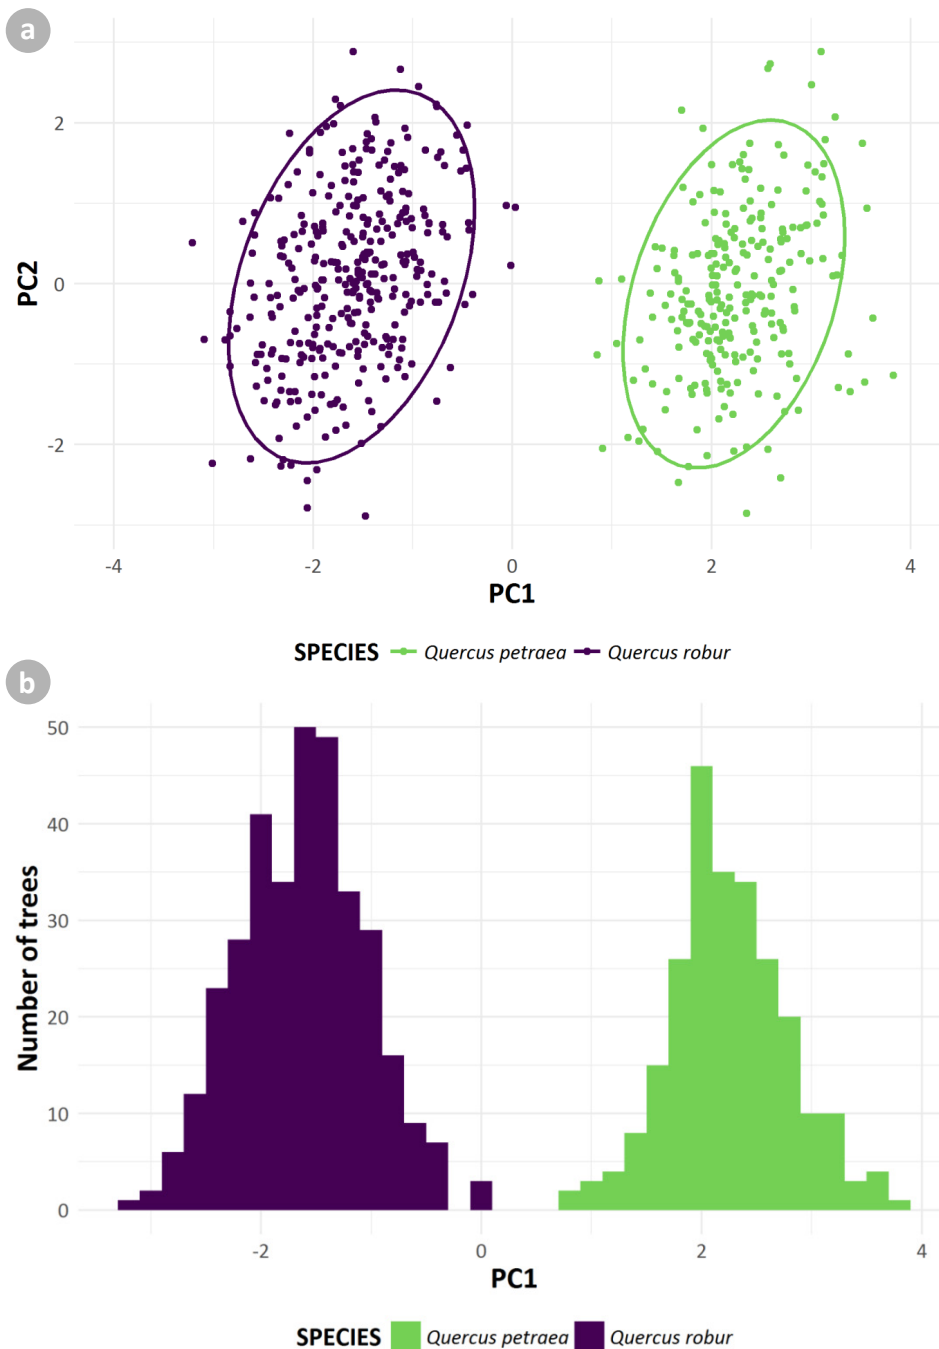 a
2
0
-2
PC2
-4 -2 0 2 4
PC1
SPECIES Quercus petraea Quercus robur
b
50
40
30
20
10
0
Number of trees
-2 0 2 4
PC1
SPECIES Quercus petraea Quercus robur